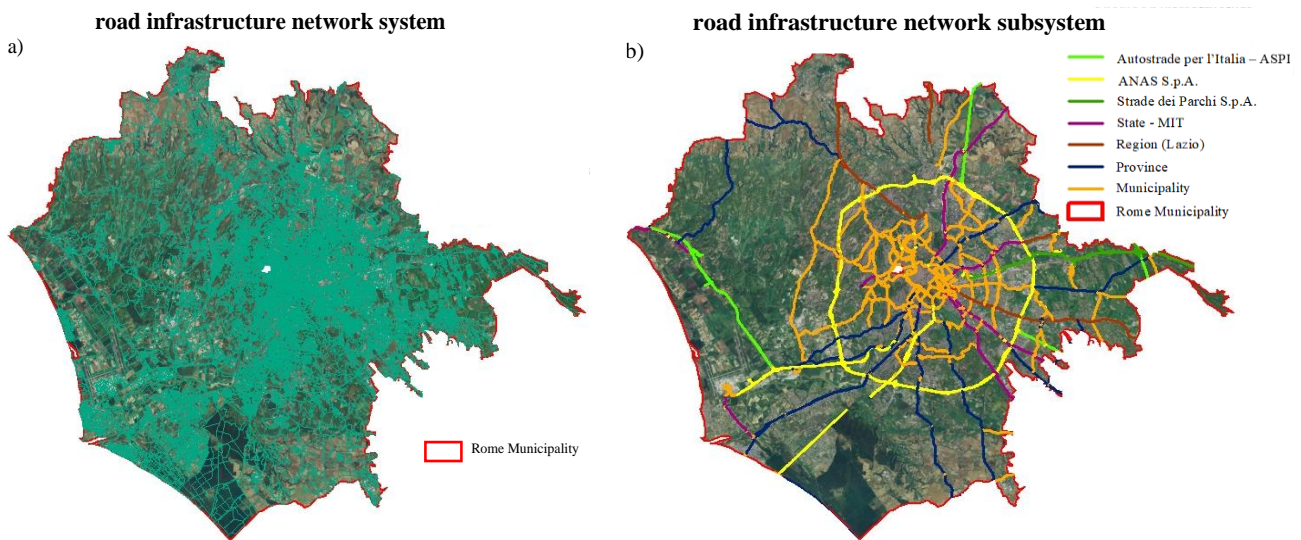 road infrastructure network system
road infrastructure network subsystem
a)
b)
Autostrade per l'Italia – ASPI
ANAS S.p.A.
Strade dei Parchi S.p.A.
State - MIT
Region (Lazio)
Province
Municipality
Rome Municipality
Rome Municipality